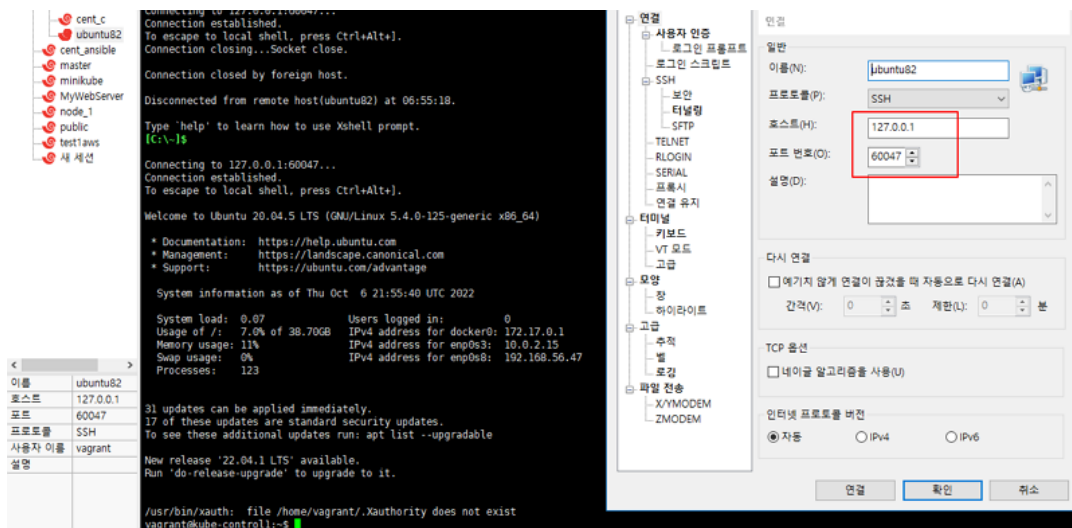 cent_c
ubuntu82
cent_ansible
master
minikube
MyWebServer
node_1
public
test1aws
새 세션
이름 ubuntu82
호스트 127.0.0.1
포트 60047
프로토콜 SSH
사용자 이름 vagrant
설명
Connecting to 127.0.0.1:60047...
Connection established.
To escape to local shell, press Ctrl+Alt+].
Connection closing...Socket close.
Connection closed by foreign host.
Disconnected from remote host(ubuntu82) at 06:55:18.
Type `help' to learn how to use Xshell prompt.
[C:\~]$
Connecting to 127.0.0.1:60047...
Connection established.
To escape to local shell, press Ctrl+Alt+].
Welcome to Ubuntu 20.04.5 LTS (GNU/Linux 5.4.0-125-generic x86_64)
* Documentation: https://help.ubuntu.com
* Management: https://landscape.canonical.com
* Support: https://ubuntu.com/advantage
System information as of Thu Oct 6 21:55:40 UTC 2022
System load: 0.07 Users logged in: 0
Usage of /: 7.0% of 38.70GB IPv4 address for docker0: 172.17.0.1
Memory usage: 11% IPv4 address for enp0s3: 10.0.2.15
Swap usage: 0% IPv4 address for enp0s8: 192.168.56.47
Processes: 123
31 updates can be applied immediately.
17 of these updates are standard security updates.
To see these additional updates run: apt list --upgradable
New release '22.04.1 LTS' available.
Run 'do-release-upgrade' to upgrade to it.
/usr/bin/xauth: file /home/vagrant/.Xauthority does not exist
vagrant@kube-control1:~$
연결
사용자 인증
로그인 프롬프트
로그인 스크립트
SSH
보안
터널링
SFTP
TELNET
RLOGIN
SERIAL
프록시
연결 유지
터미널
키보드
VT 모드
고급
모양
창
하이라이트
고급
추적
벨
로깅
파일 전송
X/YMODEM
ZMODEM
연결
일반
이름(N): ubuntu82
프로토콜(P): SSH
호스트(H): 127.0.0.1
포트 번호(O): 60047
설명(D):
다시 연결
예기치 않게 연결이 끊겼을 때 자동으로 다시 연결(A)
간격(V): 0 초 제한(L): 0 분
TCP 옵션
네이글 알고리즘을 사용(U)
인터넷 프로토콜 버전
자동 IPv4 IPv6
연결 확인 취소